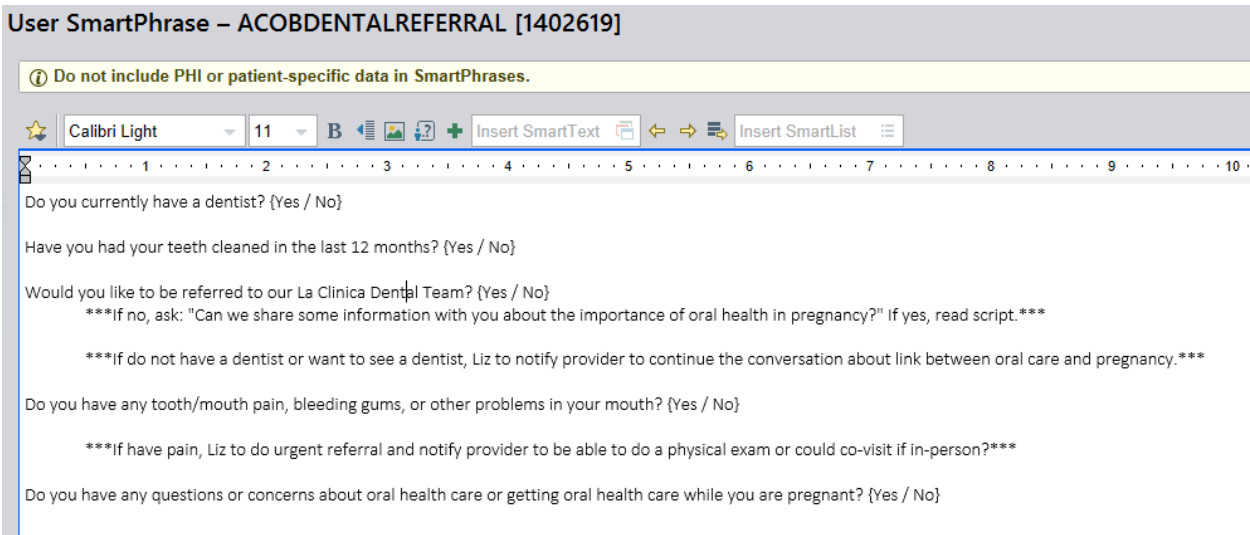 User SmartPhrase – ACOBDENTALREFERRAL [1402619]
Do not include PHI or patient-specific data in SmartPhrases.
Calibri Light 11 B Insert SmartText Insert SmartList
1 2 3 4 5 6 7 8 9 10
Do you currently have a dentist? {Yes / No}
Have you had your teeth cleaned in the last 12 months? {Yes / No}
Would you like to be referred to our La Clinica Dental Team? {Yes / No}
***If no, ask: "Can we share some information with you about the importance of oral health in pregnancy?" If yes, read script.***
***If do not have a dentist or want to see a dentist, Liz to notify provider to continue the conversation about link between oral care and pregnancy.***
Do you have any tooth/mouth pain, bleeding gums, or other problems in your mouth? {Yes / No}
***If have pain, Liz to do urgent referral and notify provider to be able to do a physical exam or could co-visit if in-person?***
Do you have any questions or concerns about oral health care or getting oral health care while you are pregnant? {Yes / No}